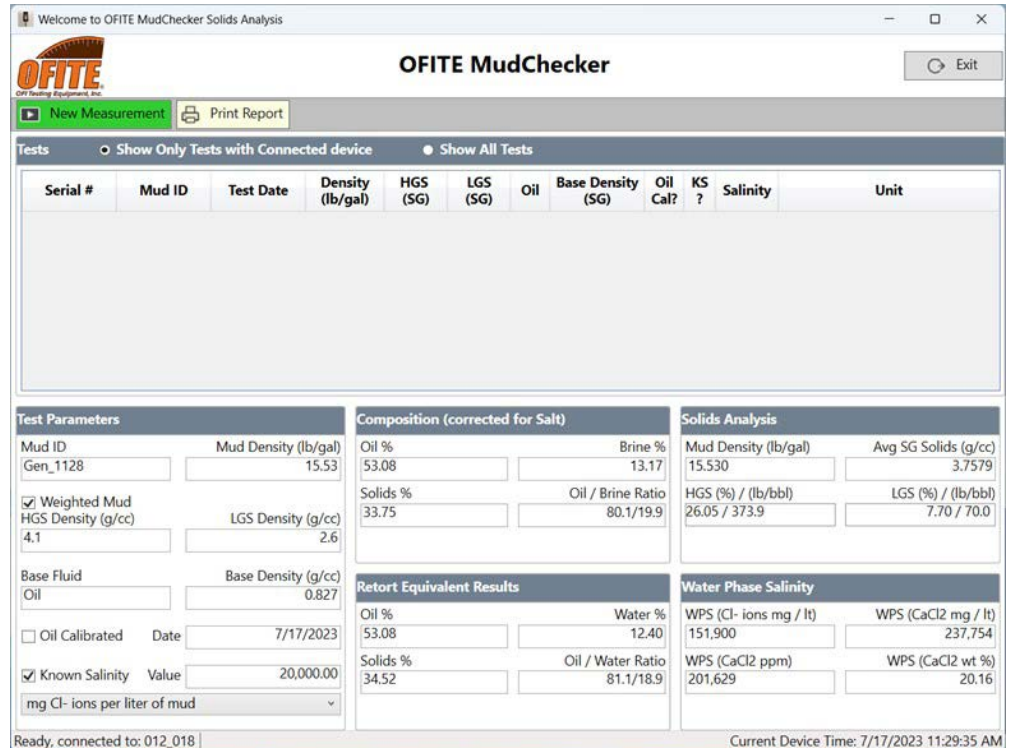 Welcome to OFITE MudChecker Solids Analysis
OFITE
OFI Testing Equipment, Inc.
OFITE MudChecker
Exit
New Measurement Print Report
Tests Show Only Tests with Connected device Show All Tests
Serial # Mud ID Test Date Density (lb/gal) HGS (SG) LGS (SG) Oil Base Density (SG) Oil Cal? KS ? Salinity Unit
Test Parameters
Mud ID Mud Density (lb/gal)
Gen_1128 15.53
Weighted Mud
HGS Density (g/cc) LGS Density (g/cc)
4.1 2.6
Base Fluid Base Density (g/cc)
Oil 0.827
Oil Calibrated Date 7/17/2023
Known Salinity Value 20,000.00
mg Cl- ions per liter of mud
Composition (corrected for Salt)
Oil % Brine %
53.08 13.17
Solids % Oil / Brine Ratio
33.75 80.1/19.9
Solids Analysis
Mud Density (lb/gal) Avg SG Solids (g/cc)
15.530 3.7579
HGS (%) / (lb/bbl) LGS (%) / (lb/bbl)
26.05 / 373.9 7.70 / 70.0
Retort Equivalent Results
Oil % Water %
53.08 12.40
Solids % Oil / Water Ratio
34.52 81.1/18.9
Water Phase Salinity
WPS (Cl- ions mg / lt) WPS (CaCl2 mg / lt)
151,900 237,754
WPS (CaCl2 ppm) WPS (CaCl2 wt %)
201,629 20.16
Ready, connected to: 012_018 Current Device Time: 7/17/2023 11:29:35 AM